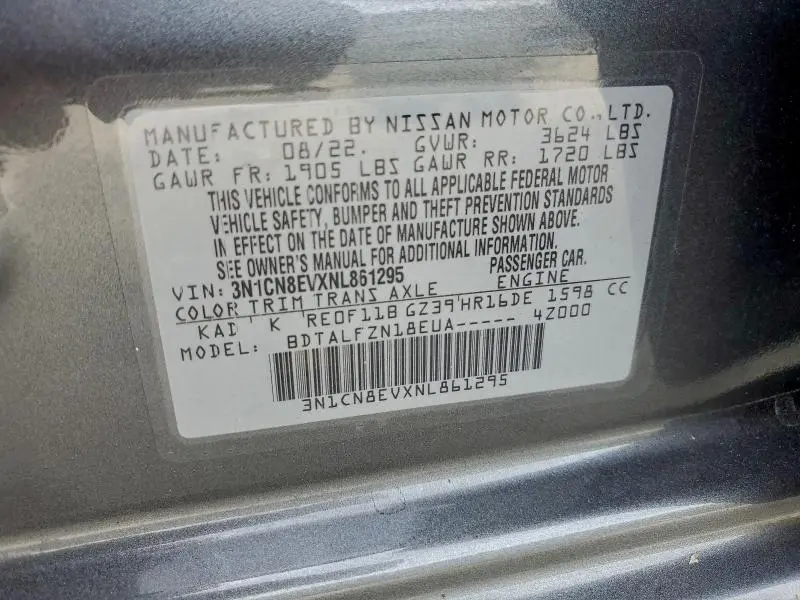 MANUFACTURED BY NISSAN MOTOR CO.,LTD.
DATE: 08/22. GVWR: 3624 LBS
GAWR FR: 1905 LBS GAWR RR: 1720 LBS
THIS VEHICLE CONFORMS TO ALL APPLICABLE FEDERAL MOTOR
VEHICLE SAFETY, BUMPER AND THEFT PREVENTION STANDARDS
IN EFFECT ON THE DATE OF MANUFACTURE SHOWN ABOVE.
SEE OWNER'S MANUAL FOR ADDITIONAL INFORMATION.
VIN: 3N1CN8EVXNL861295 PASSENGER CAR.
COLOR TRIM TRANS AXLE ENGINE
KAD K RE0F11B GZ39 HR16DE 1598 CC
MODEL: BDTALFZN18EUA----- 4Z000
3N1CN8EVXNL861295